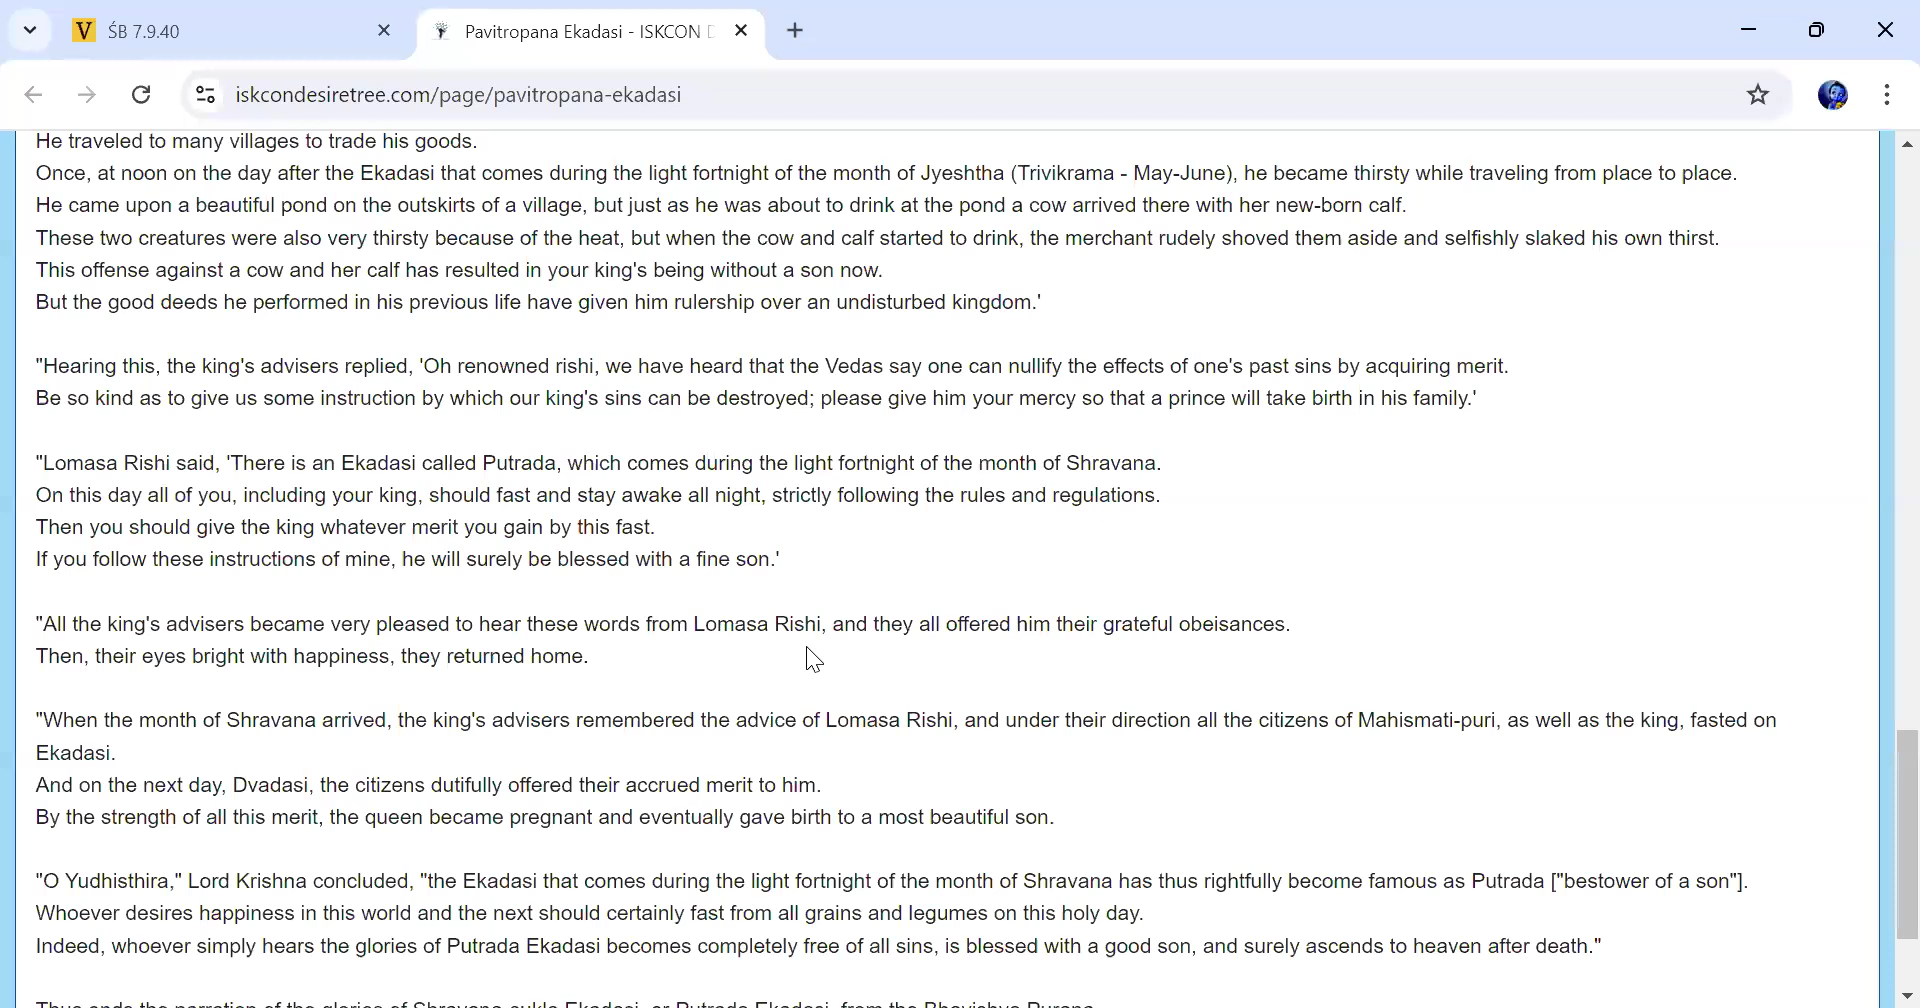 ŚB 7.9.40
Pavitropana Ekadasi - ISKCON
iskcondesiretree.com/page/pavitropana-ekadasi
He traveled to many villages to trade his goods.
Once, at noon on the day after the Ekadasi that comes during the light fortnight of the month of Jyeshtha (Trivikrama - May-June), he became thirsty while traveling from place to place.
He came upon a beautiful pond on the outskirts of a village, but just as he was about to drink at the pond a cow arrived there with her new-born calf.
These two creatures were also very thirsty because of the heat, but when the cow and calf started to drink, the merchant rudely shoved them aside and selfishly slaked his own thirst.
This offense against a cow and her calf has resulted in your king's being without a son now.
But the good deeds he performed in his previous life have given him rulership over an undisturbed kingdom.'
"Hearing this, the king's advisers replied, 'Oh renowned rishi, we have heard that the Vedas say one can nullify the effects of one's past sins by acquiring merit.
Be so kind as to give us some instruction by which our king's sins can be destroyed; please give him your mercy so that a prince will take birth in his family.'
"Lomasa Rishi said, 'There is an Ekadasi called Putrada, which comes during the light fortnight of the month of Shravana.
On this day all of you, including your king, should fast and stay awake all night, strictly following the rules and regulations.
Then you should give the king whatever merit you gain by this fast.
If you follow these instructions of mine, he will surely be blessed with a fine son.'
"All the king's advisers became very pleased to hear these words from Lomasa Rishi, and they all offered him their grateful obeisances.
Then, their eyes bright with happiness, they returned home.
"When the month of Shravana arrived, the king's advisers remembered the advice of Lomasa Rishi, and under their direction all the citizens of Mahismati-puri, as well as the king, fasted on
Ekadasi.
And on the next day, Dvadasi, the citizens dutifully offered their accrued merit to him.
By the strength of all this merit, the queen became pregnant and eventually gave birth to a most beautiful son.
"O Yudhisthira," Lord Krishna concluded, "the Ekadasi that comes during the light fortnight of the month of Shravana has thus rightfully become famous as Putrada ["bestower of a son"].
Whoever desires happiness in this world and the next should certainly fast from all grains and legumes on this holy day.
Indeed, whoever simply hears the glories of Putrada Ekadasi becomes completely free of all sins, is blessed with a good son, and surely ascends to heaven after death."
Thus ends the narration of the glories of Shravana-sukla Ekadasi, or Putrada Ekadasi, from the Bhavishya Purana.